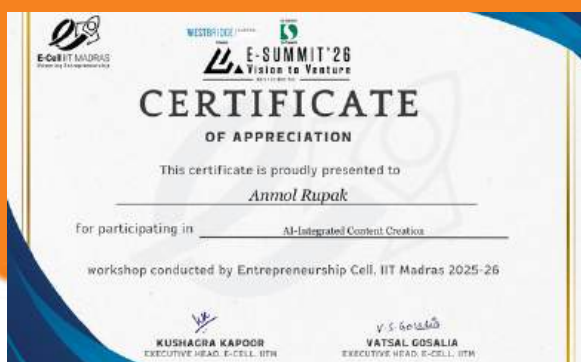 E-Cell IIT MADRAS
WESTBRIDGE
E-SUMMIT'26
Vision to Venture
CERTIFICATE
OF APPRECIATION
This certificate is proudly presented to
Anmol Rupak
for participating in AI-Integrated Content Creation
workshop conducted by Entrepreneurship Cell, IIT Madras 2025-26
V.S. Gosalia
KUSHAGRA KAPOOR
EXECUTIVE HEAD, E-CELL, IITM
VATSAL GOSALIA
EXECUTIVE HEAD, E-CELL, IITM